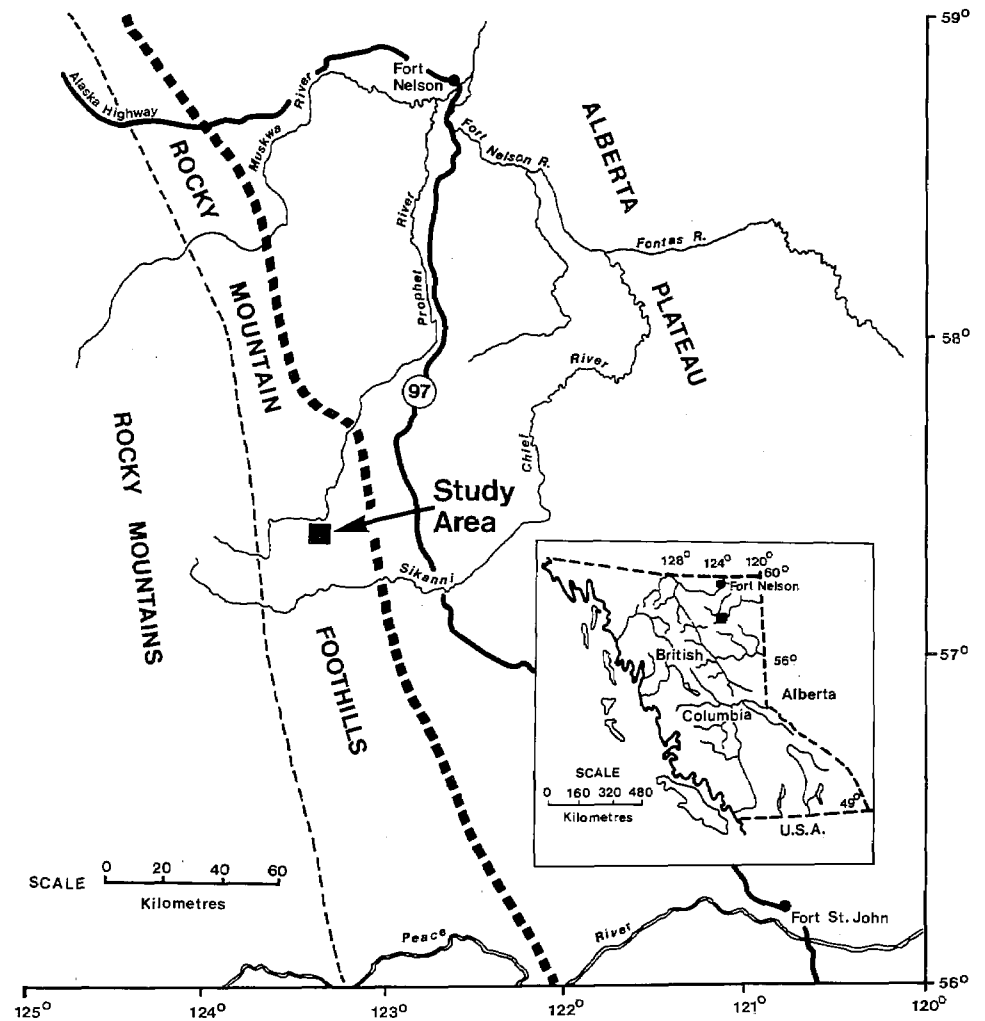 59°
Fort
Nelson
Alaska Highway
River
Muskwa
ROCKY
MOUNTAIN
FOOTHILLS
ALBERTA
PLATEAU
Fort Nelson R.
River
Prophet
Fontas R.
58°
River
Chief
Sikanni
97
ROCKY MOUNTAINS
Study
Area
57°
128° 124° 120°
60°
Fort Nelson
British
Columbia
56°
Alberta
SCALE
0 160 320 480
Kilometres
49°
U.S.A.
SCALE
0 20 40 60
Kilometres
Peace
River
Fort St. John
56°
125° 124° 123° 122° 121° 120°